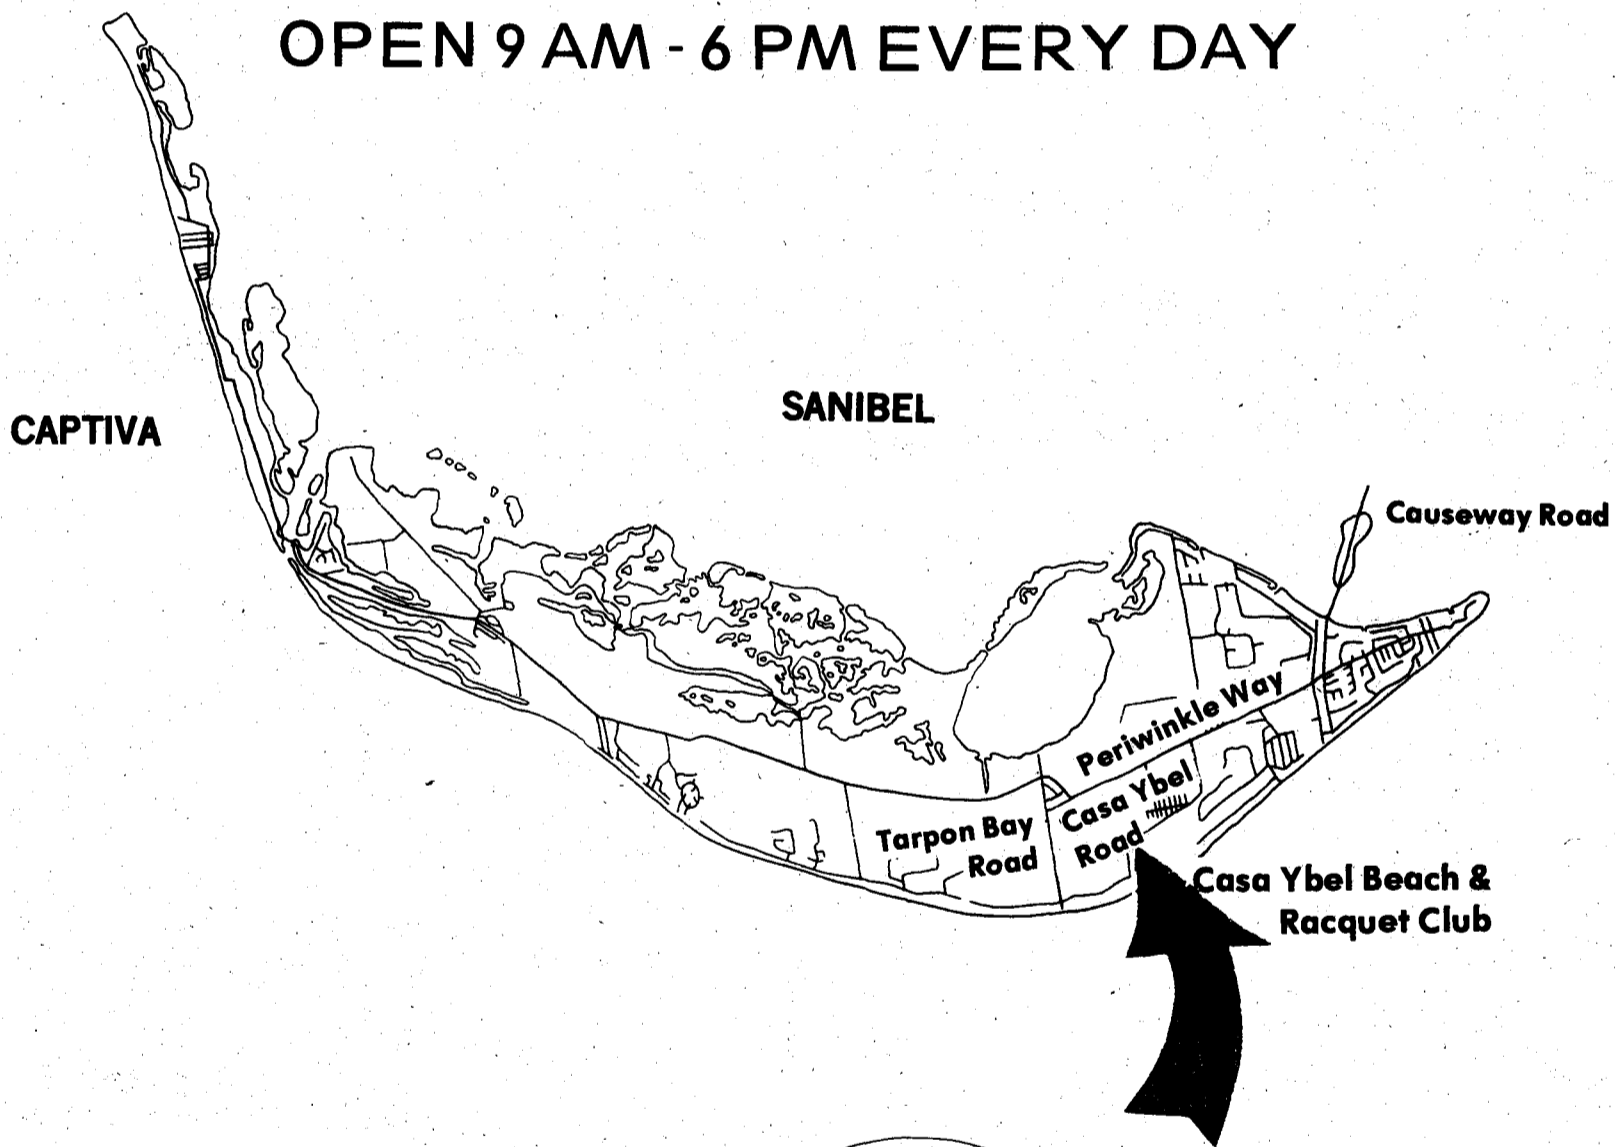 OPEN 9 AM - 6 PM EVERY DAY
CAPTIVA
SANIBEL
Causeway Road
Periwinkle Way
Casa Ybel
Road
Tarpon Bay
Road
Casa Ybel Beach &
Racquet Club